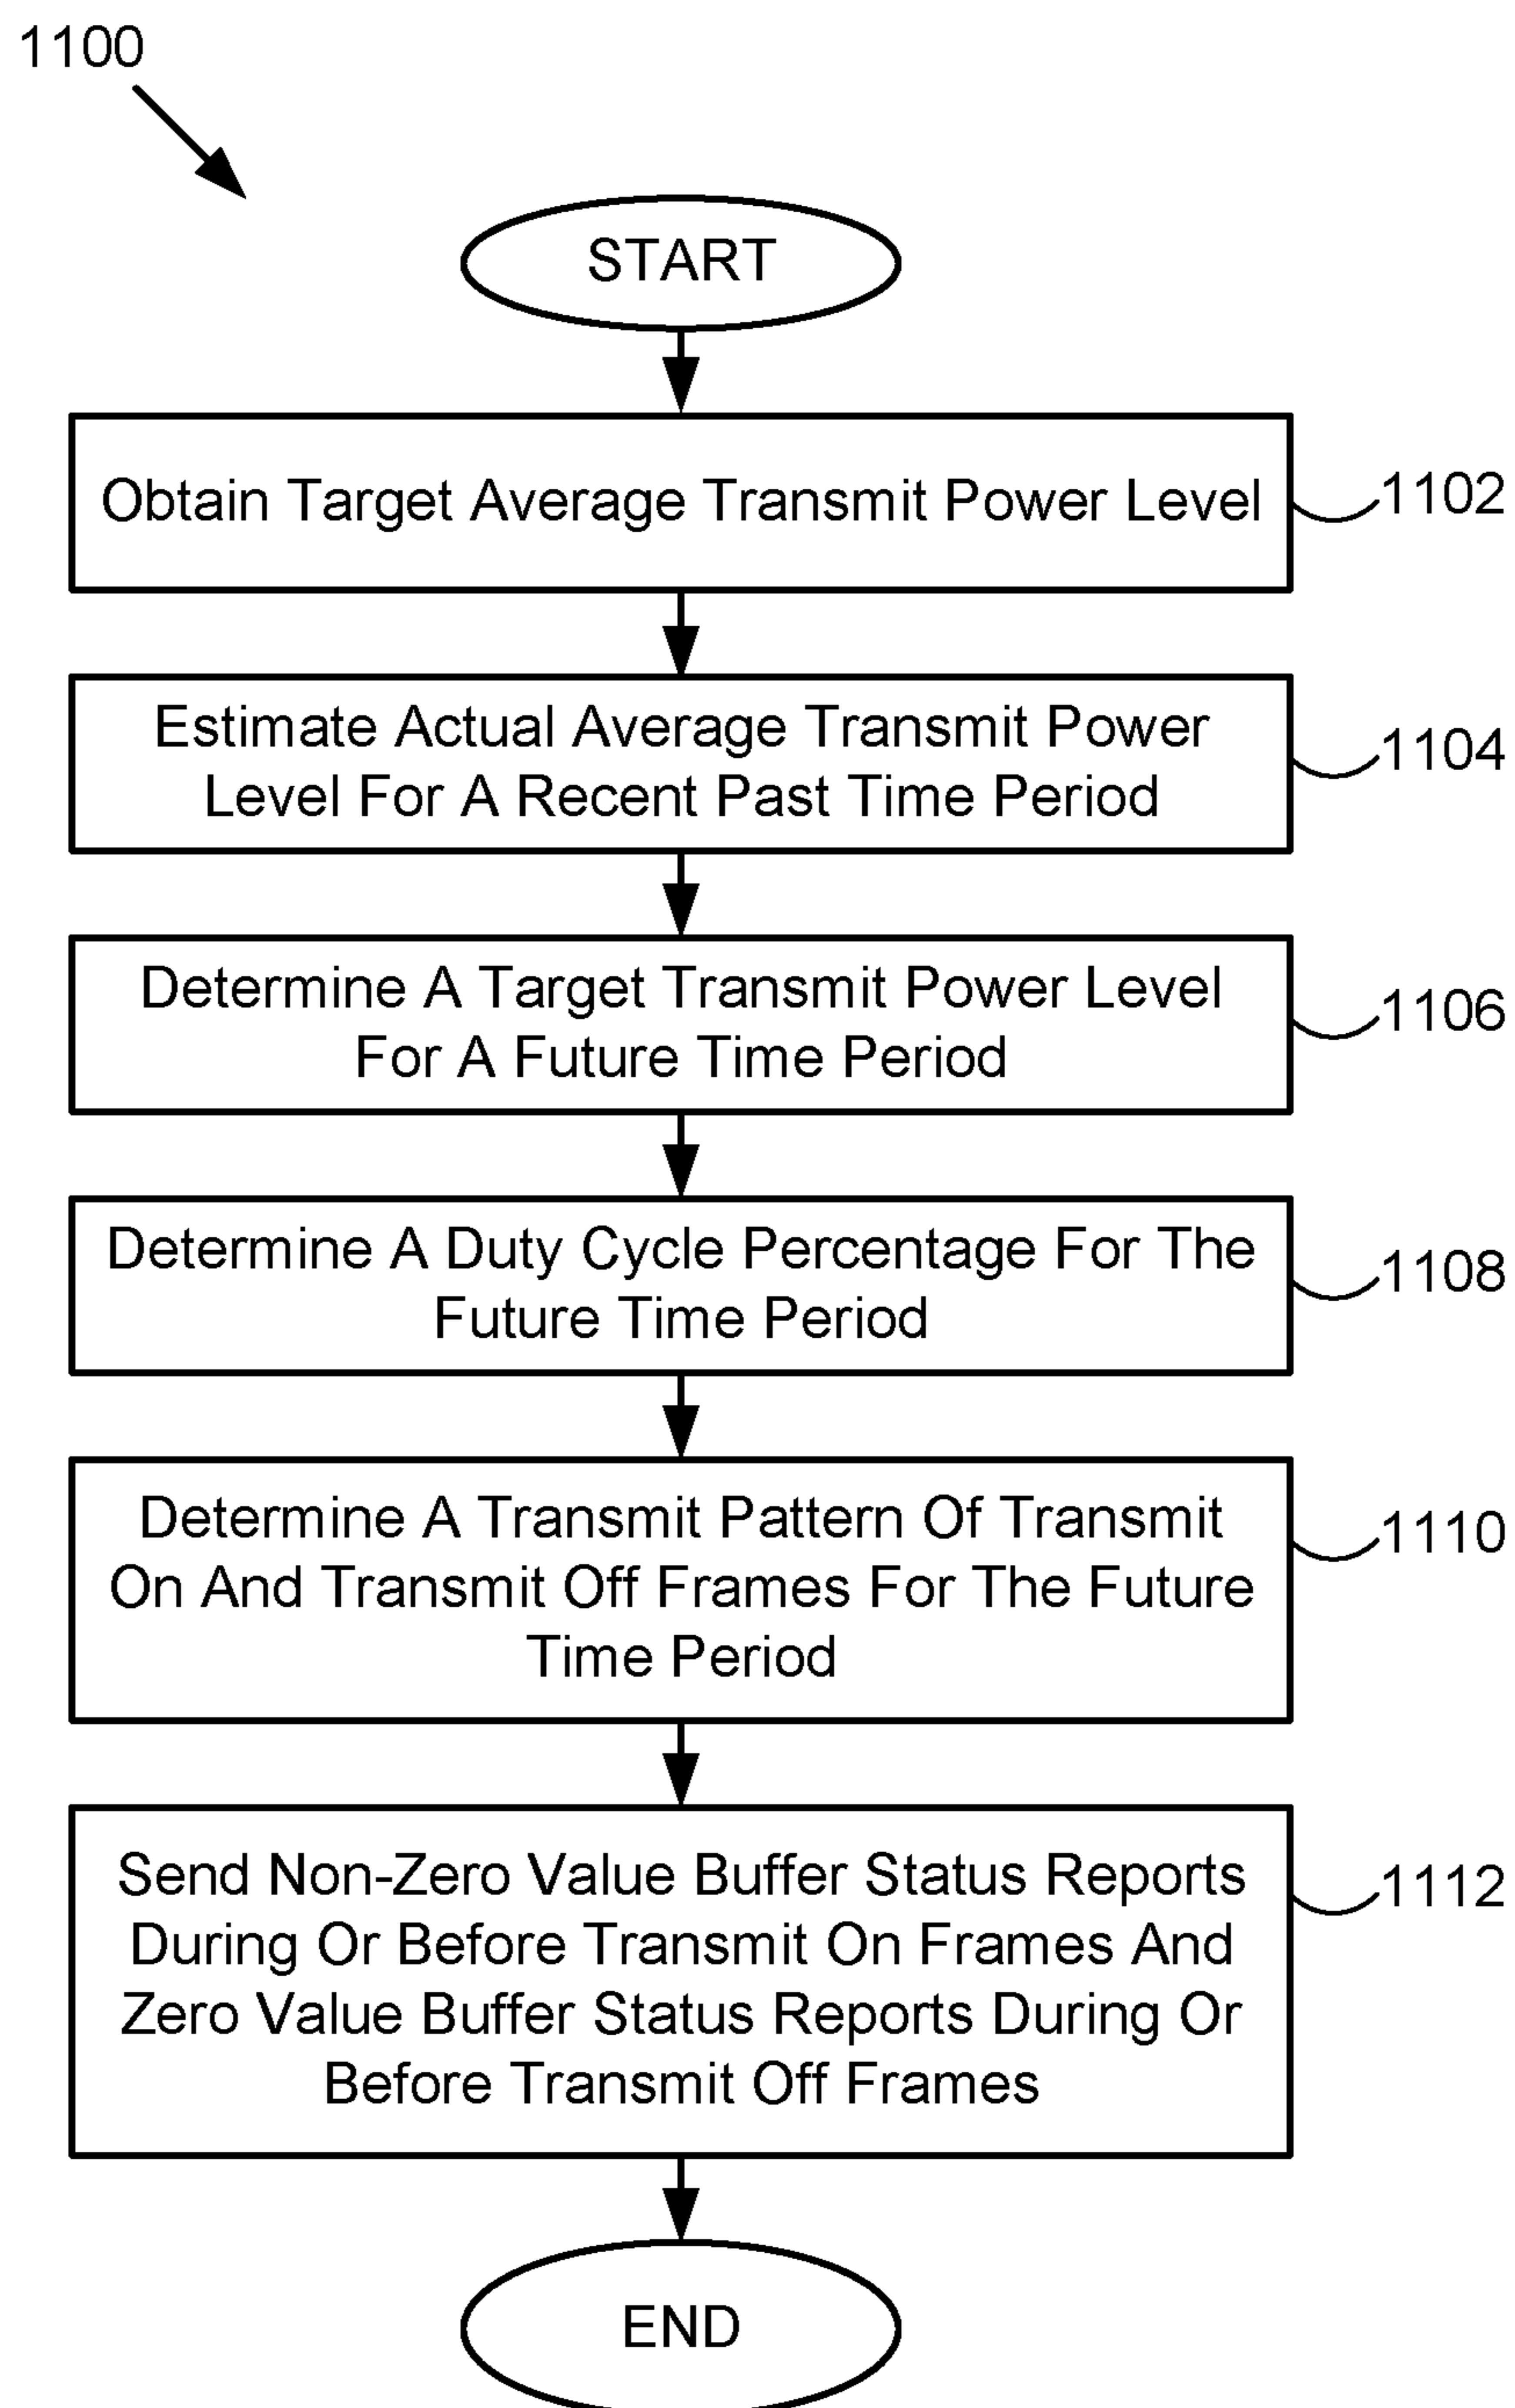 1100
START
Obtain Target Average Transmit Power Level
1102
Estimate Actual Average Transmit Power
Level For A Recent Past Time Period
1104
Determine A Target Transmit Power Level
For A Future Time Period
1106
Determine A Duty Cycle Percentage For The
Future Time Period
1108
Determine A Transmit Pattern Of Transmit
On And Transmit Off Frames For The Future
Time Period
1110
Send Non-Zero Value Buffer Status Reports
During Or Before Transmit On Frames And
Zero Value Buffer Status Reports During Or
Before Transmit Off Frames
1112
END